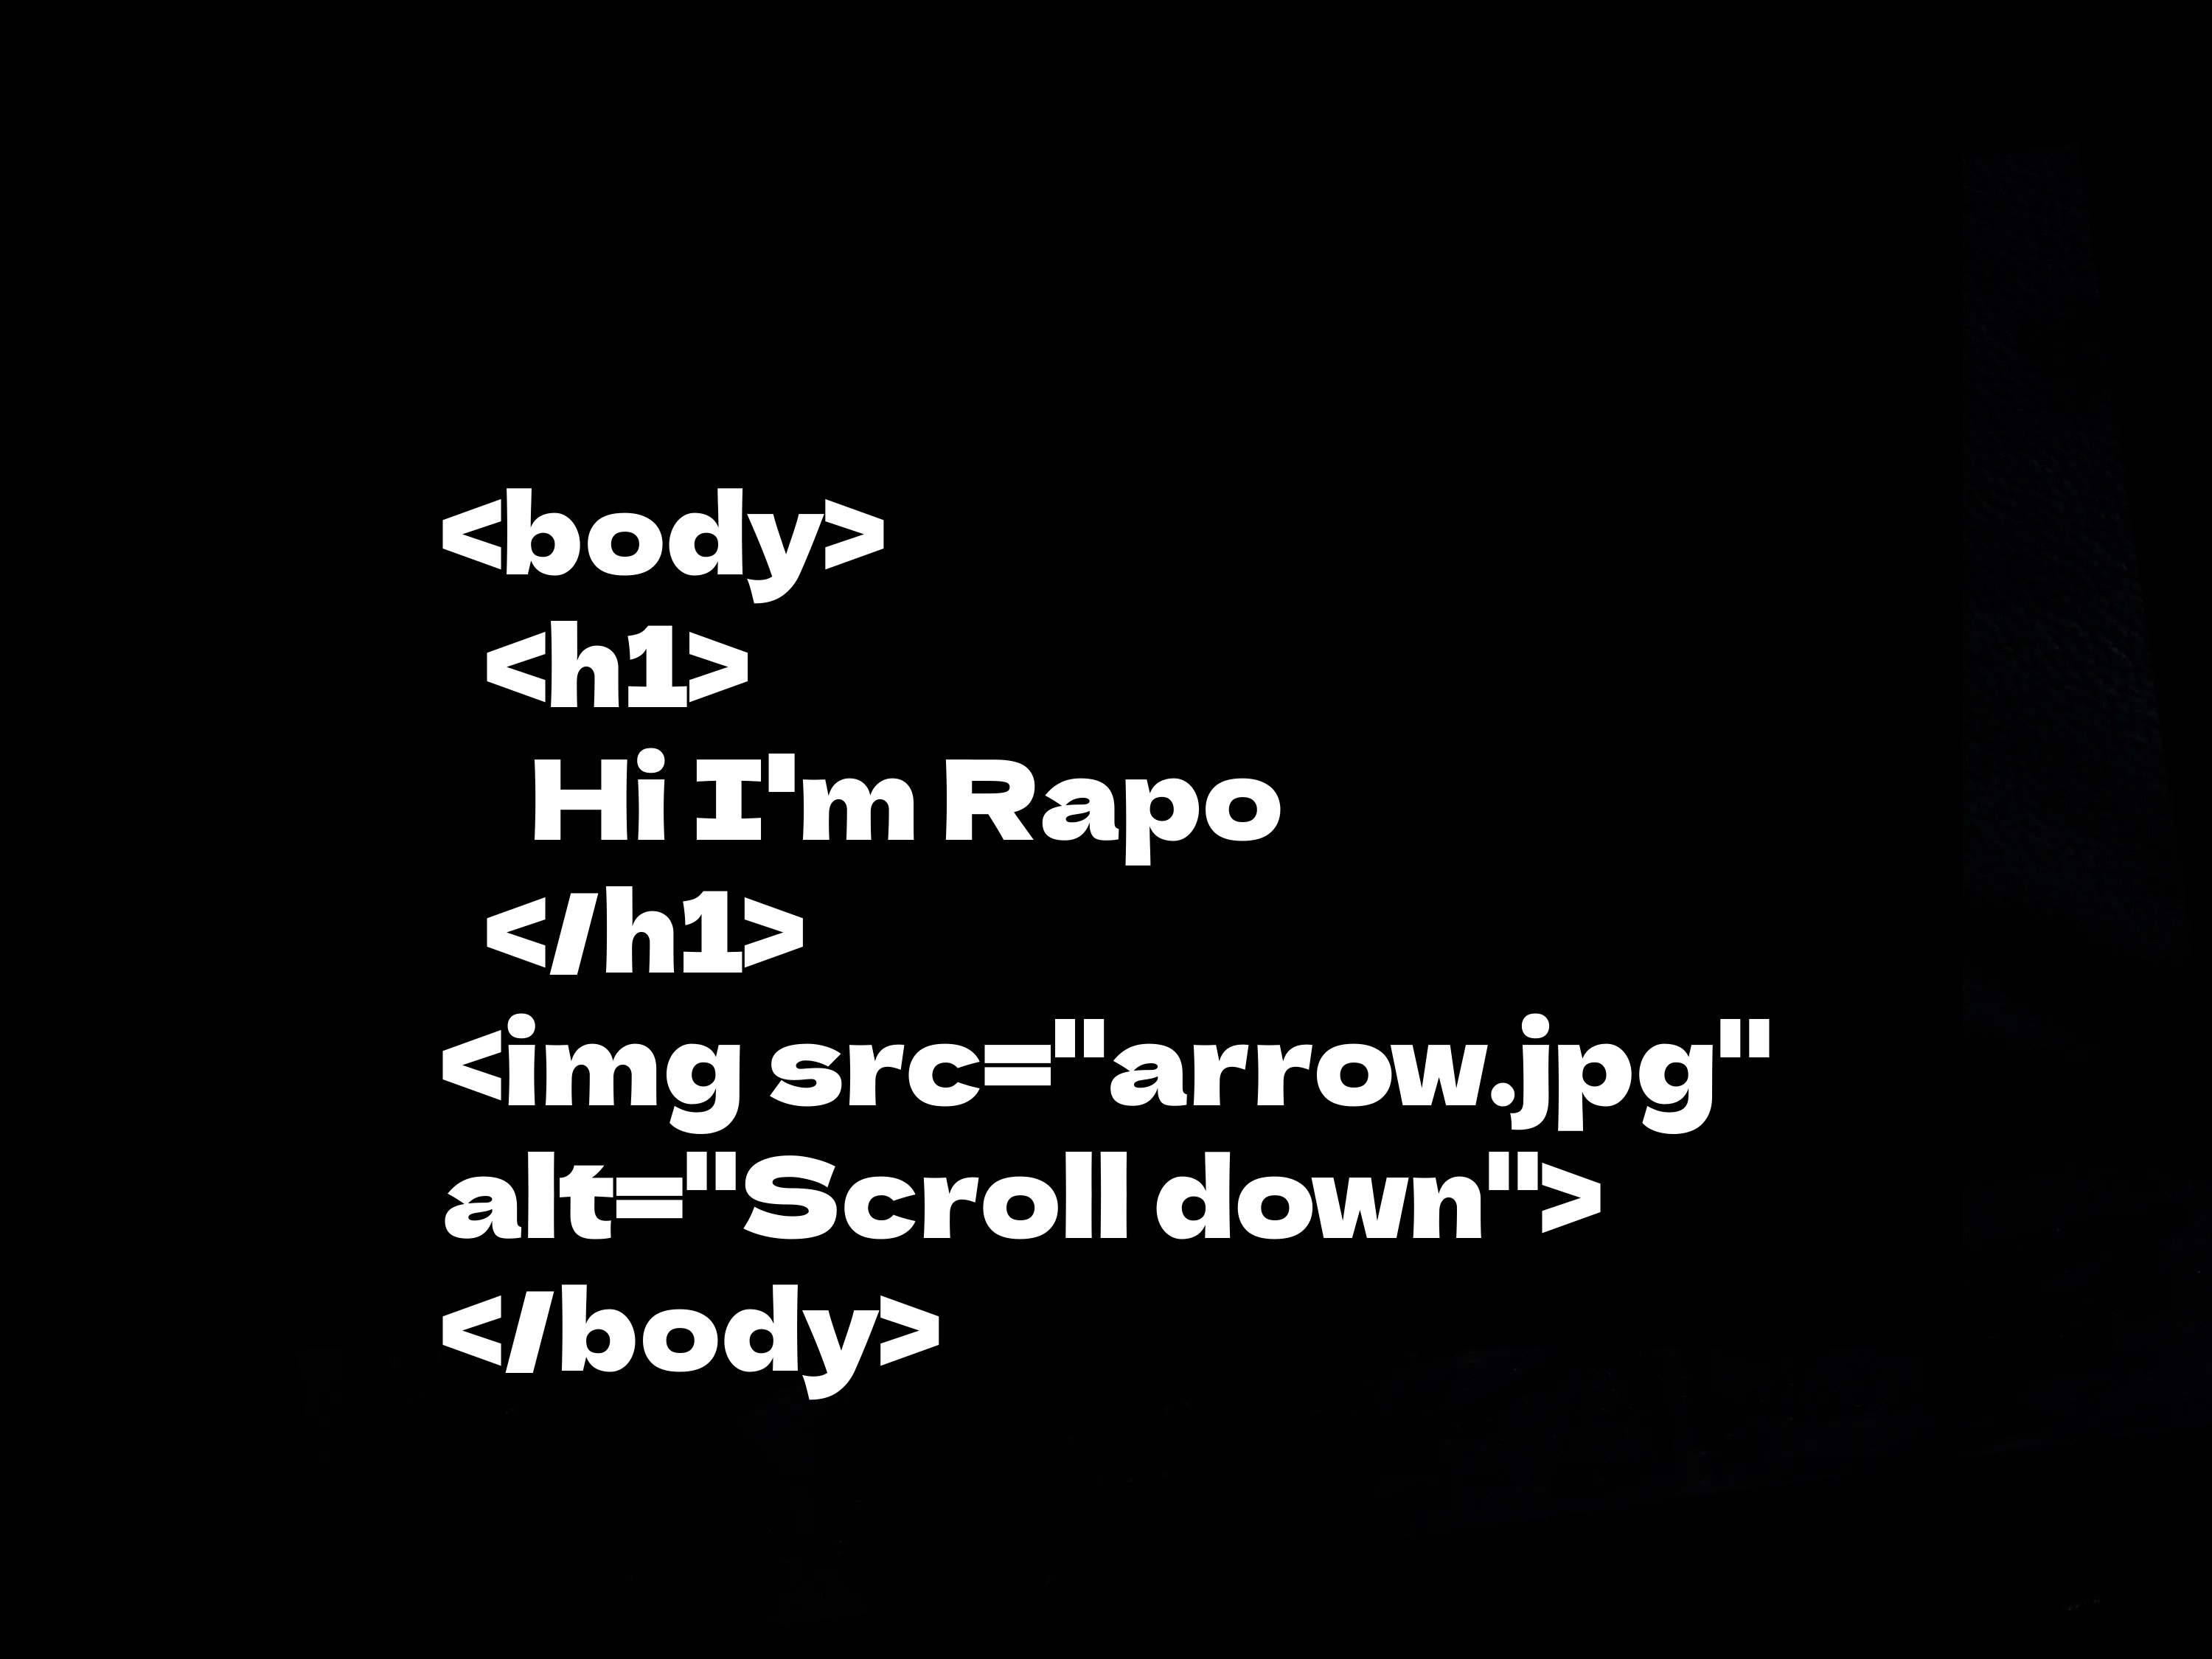 <body>
<h1>
Hi I'm Rapo
</h1>
<img src="arrow.jpg"
alt="Scroll down">
</body>